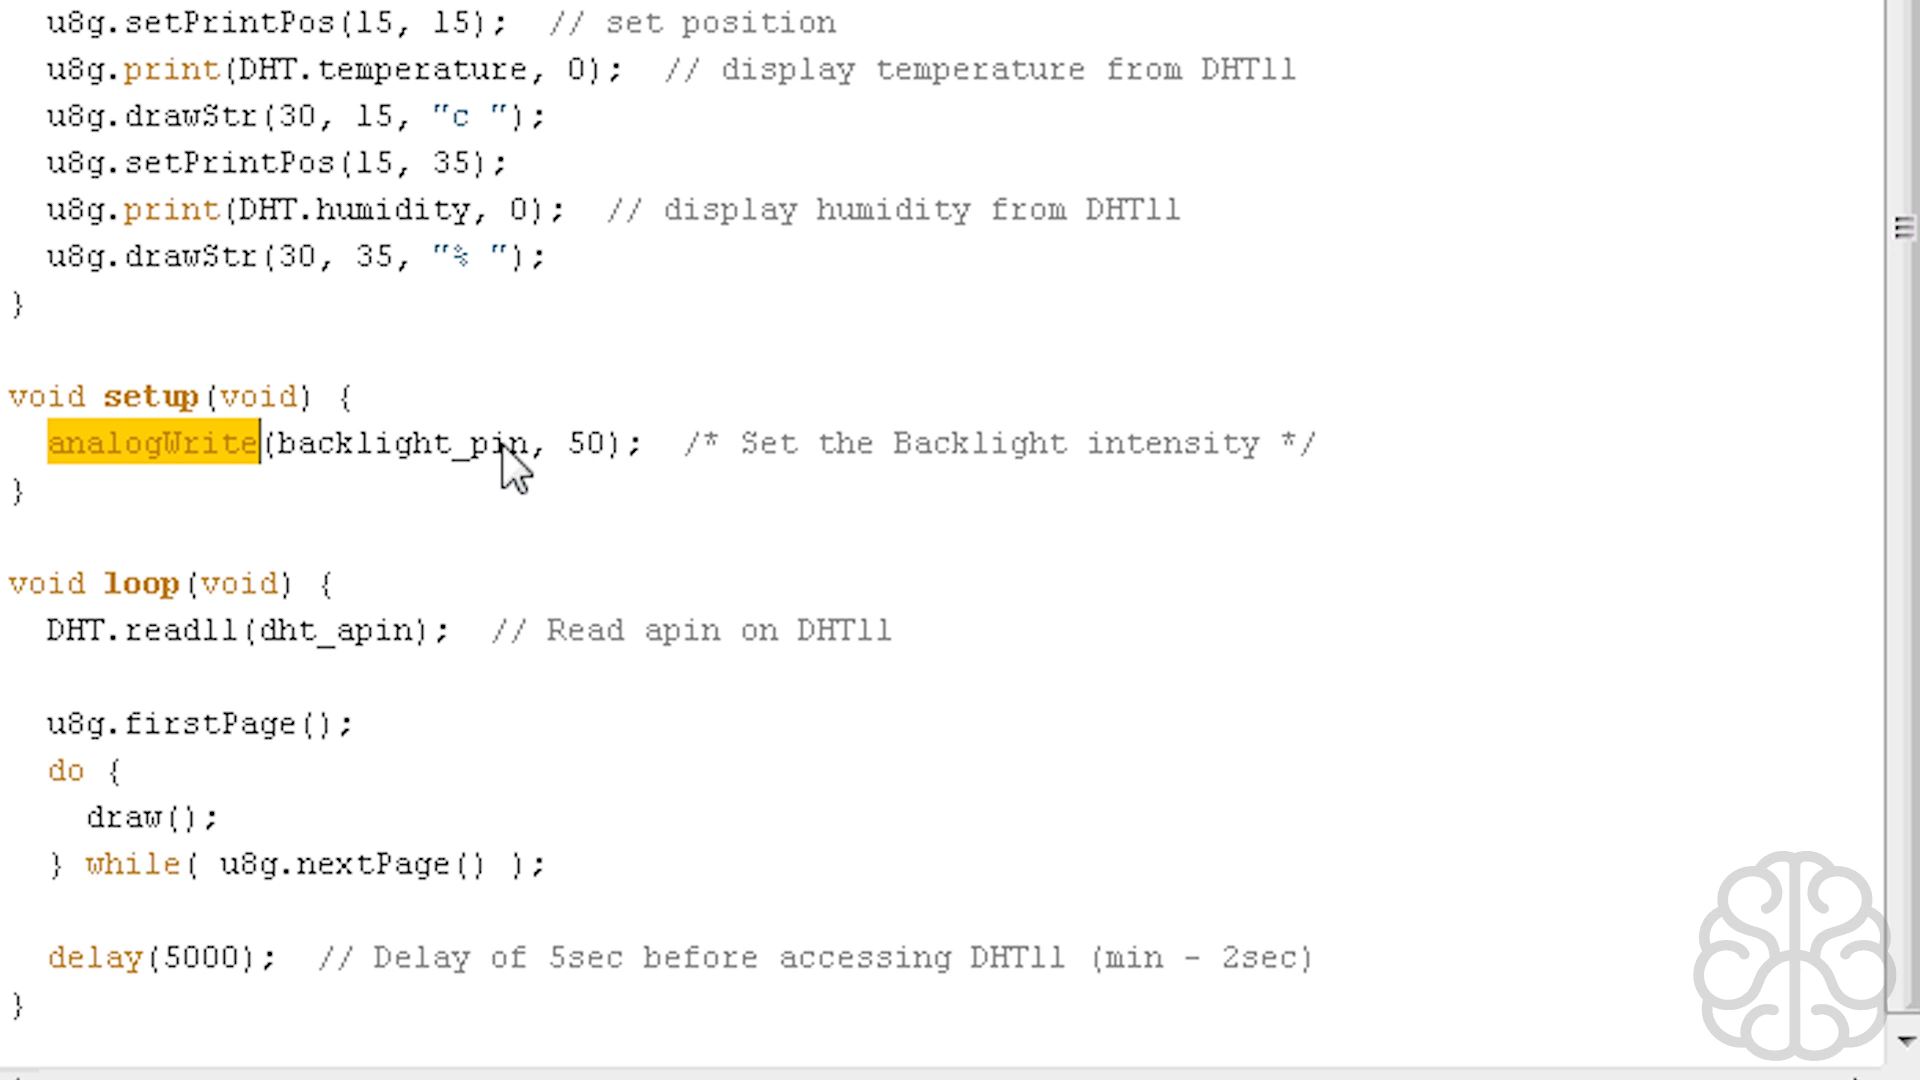 u8g.setPrintPos(15, 15);  // set position
u8g.print(DHT.temperature, 0);  // display temperature from DHT11
u8g.drawStr(30, 15, "c ");
u8g.setPrintPos(15, 35);
u8g.print(DHT.humidity, 0);  // display humidity from DHT11
u8g.drawStr(30, 35, "% ");
}
void setup(void) {
analogWrite(backlight_pin, 50);  /* Set the Backlight intensity */
}
void loop(void) {
DHT.read11(dht_apin);  // Read apin on DHT11
u8g.firstPage();
do {
draw();
} while( u8g.nextPage() );
delay(5000);  // Delay of 5sec before accessing DHT11 (min - 2sec)
}